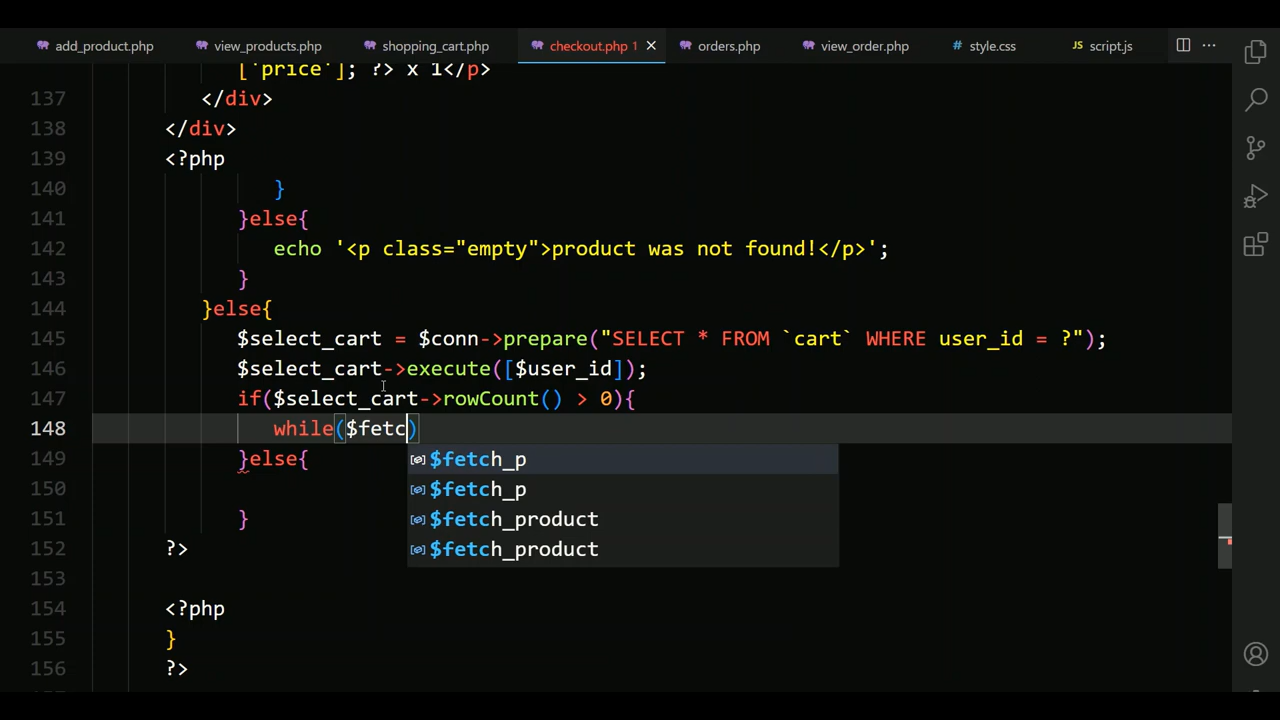 add_product.php view_products.php shopping_cart.php checkout.php 1 orders.php view_order.php style.css script.js
['price']; ?> x 1</p>
137 </div>
138 </div>
139 <?php
140 }
141 }else{
142 echo '<p class="empty">product was not found!</p>';
143 }
144 }else{
145 $select_cart = $conn->prepare("SELECT * FROM `cart` WHERE user_id = ?");
146 $select_cart->execute([$user_id]);
147 if($select_cart->rowCount() > 0){
148 while($fetc)
149 }else{
$fetch_p
150
$fetch_p
151 }
$fetch_product
152 ?>
$fetch_product
153
154 <?php
155 }
156 ?>